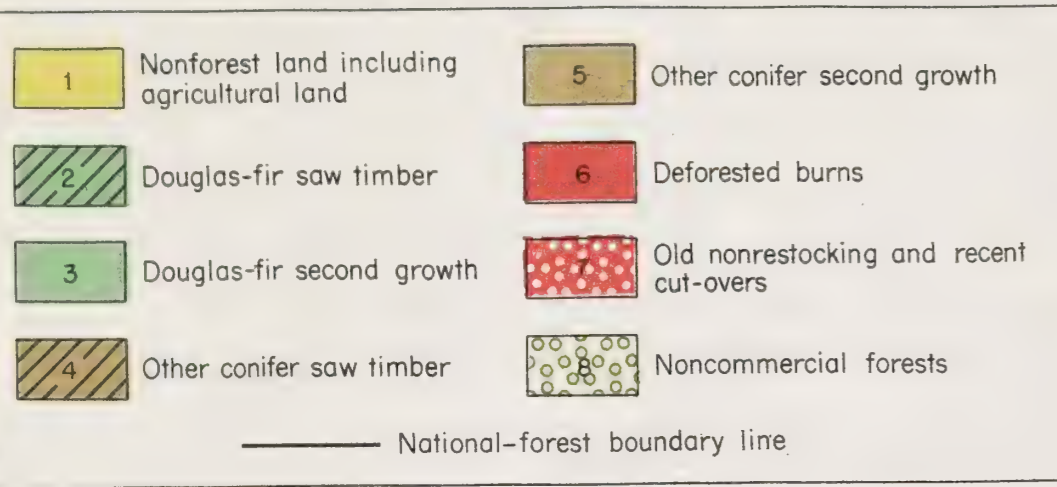 1 Nonforest land including
agricultural land
2 Douglas-fir saw timber
3 Douglas-fir second growth
4 Other conifer saw timber
5 Other conifer second growth
6 Deforested burns
7 Old nonrestocking and recent
cut-overs
8 Noncommercial forests
National-forest boundary line